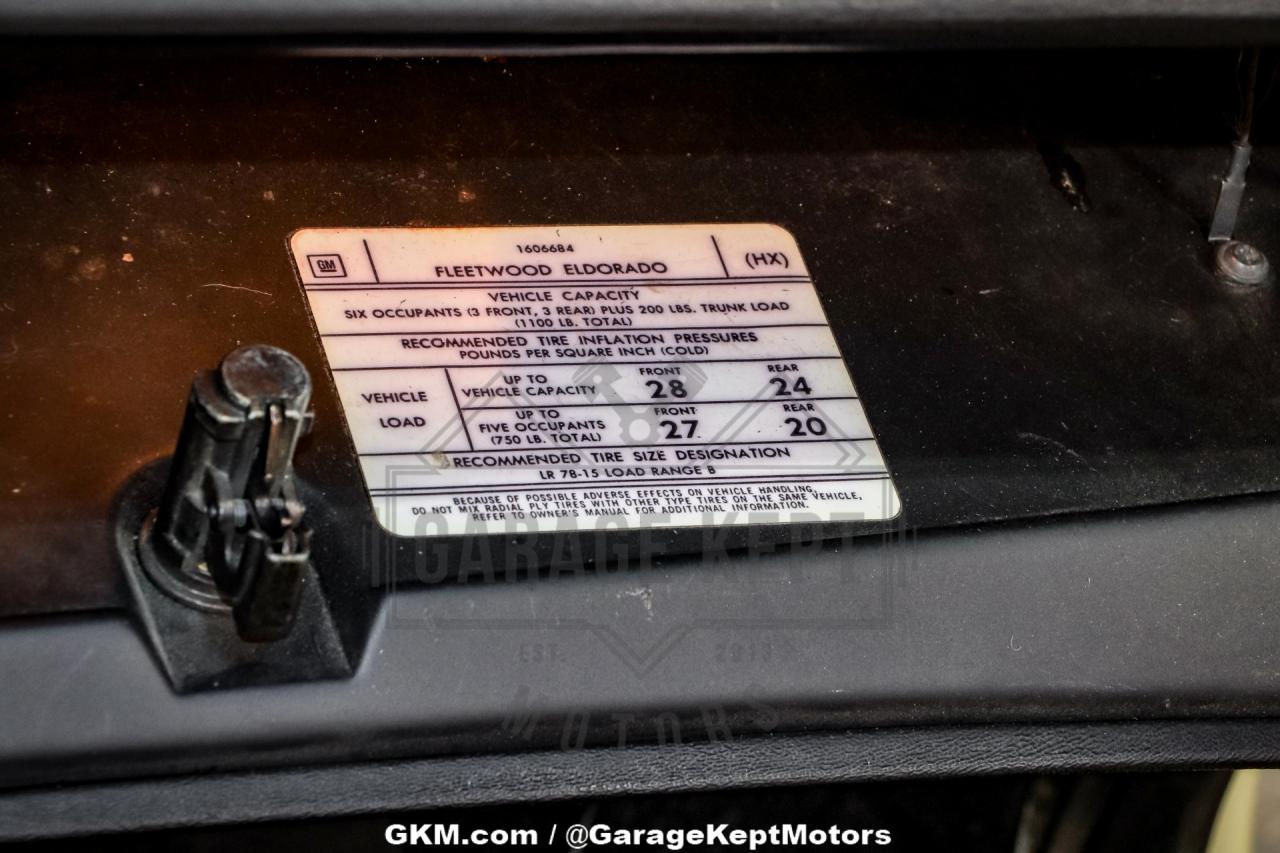 GM
1606684
FLEETWOOD ELDORADO
(HX)
VEHICLE CAPACITY
SIX OCCUPANTS (3 FRONT, 3 REAR) PLUS 200 LBS. TRUNK LOAD
(1100 LB. TOTAL)
RECOMMENDED TIRE INFLATION PRESSURES
POUNDS PER SQUARE INCH (COLD)
VEHICLE
LOAD
UP TO
VEHICLE CAPACITY
FRONT
28
REAR
24
UP TO
FIVE OCCUPANTS
(750 LB. TOTAL)
FRONT
27
REAR
20
RECOMMENDED TIRE SIZE DESIGNATION
LR 78-15 LOAD RANGE B
BECAUSE OF POSSIBLE ADVERSE EFFECTS ON VEHICLE HANDLING,
DO NOT MIX RADIAL PLY TIRES WITH OTHER TYPE TIRES ON THE SAME VEHICLE.
REFER TO OWNER'S MANUAL FOR ADDITIONAL INFORMATION.
GARAGE KEPT
EST. 2013
MOTORS
GKM.com / @GarageKeptMotors